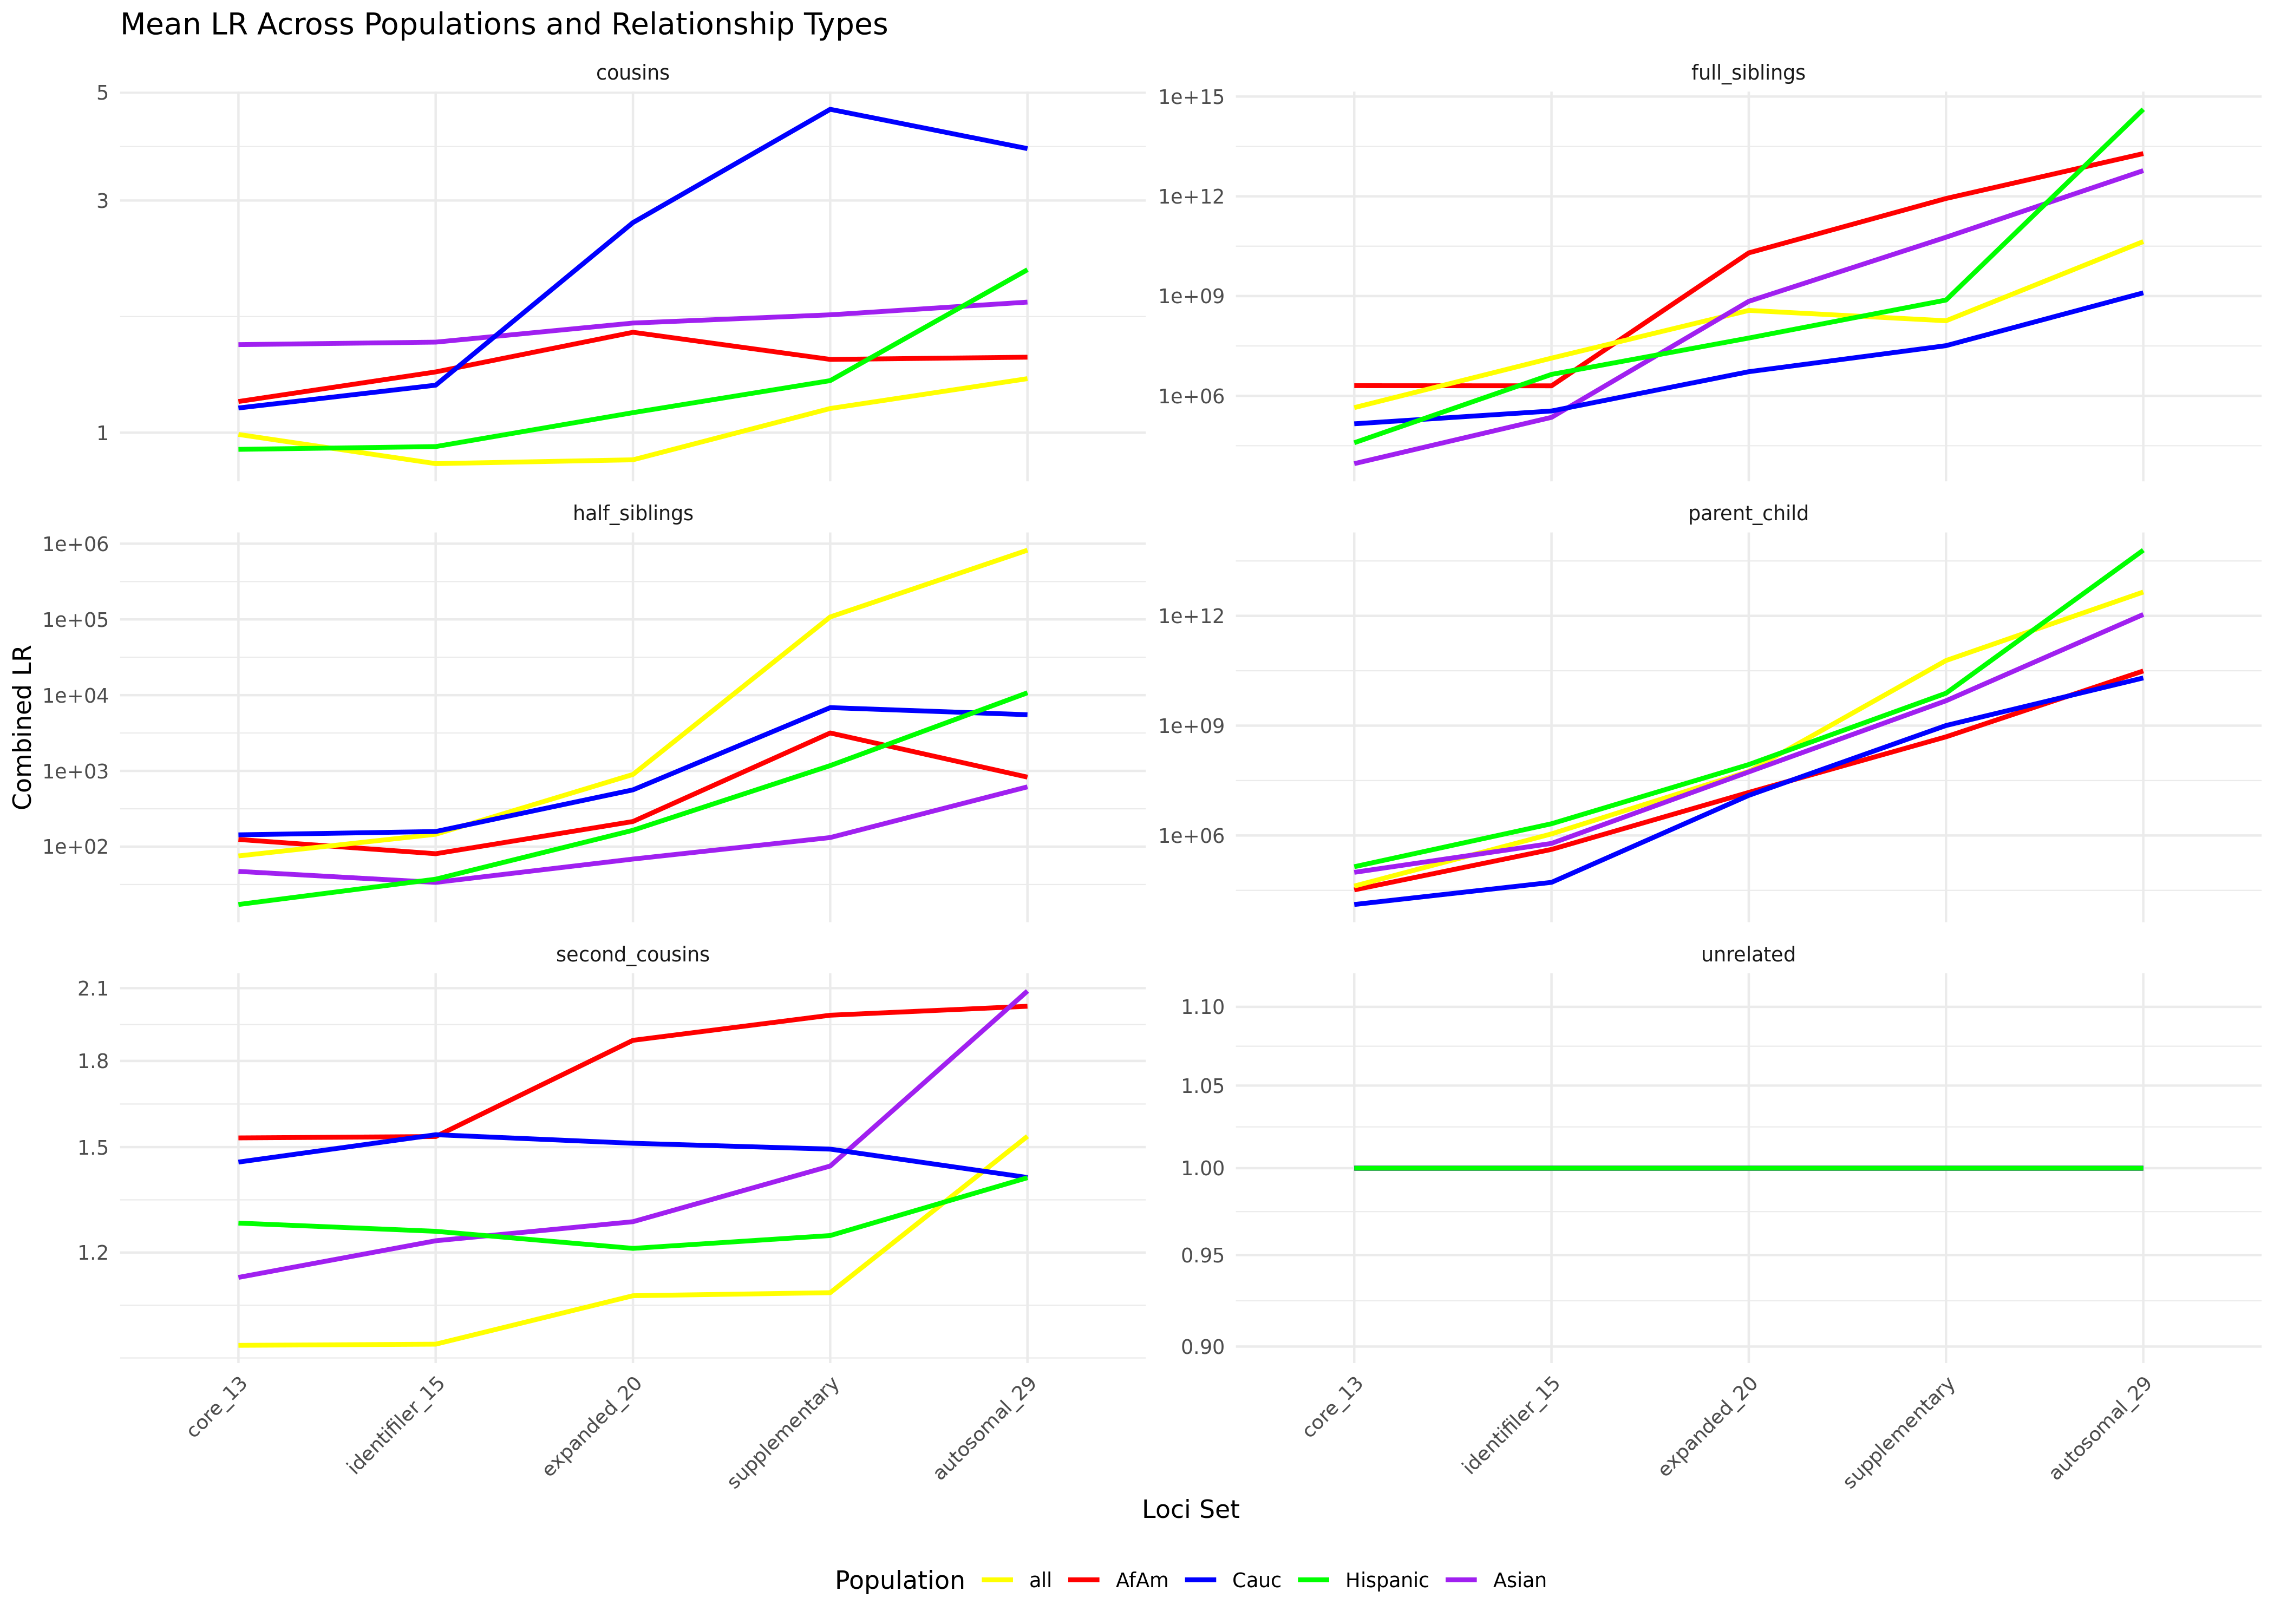 Mean LR Across Populations and Relationship Types
cousins
5
3
1
full_siblings
1e+15
1e+12
1e+09
1e+06
Combined LR
half_siblings
1e+06
1e+05
1e+04
1e+03
1e+02
parent_child
1e+12
1e+09
1e+06
second_cousins
2.1
1.8
1.5
1.2
core_13
identifiler_15
expanded_20
supplementary
autosomal_29
unrelated
1.10
1.05
1.00
0.95
0.90
core_13
identifiler_15
expanded_20
supplementary
autosomal_29
Loci Set
Population all AfAm Cauc Hispanic Asian